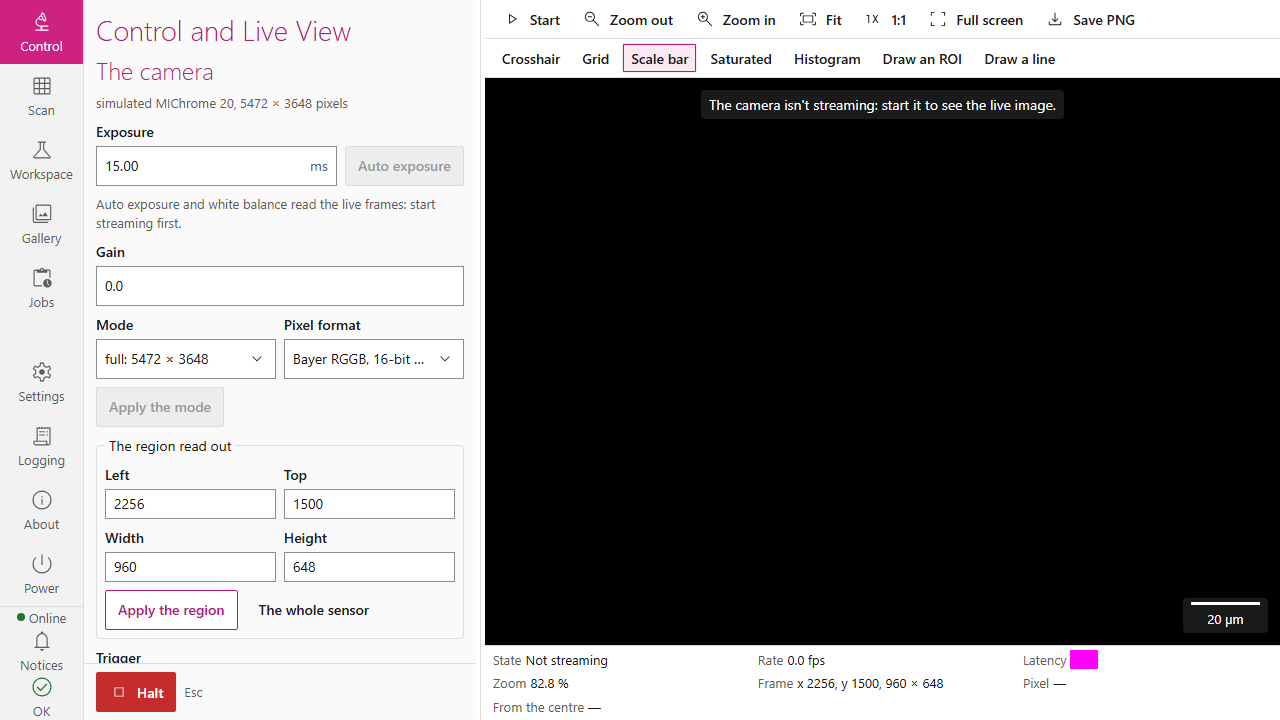 Control
Scan
Workspace
Gallery
Jobs
Settings
Logging
About
Power
Online
Notices
OK
Control and Live View
The camera
simulated MIChrome 20, 5472 × 3648 pixels
Exposure
15.00 ms
Auto exposure
Auto exposure and white balance read the live frames: start
streaming first.
Gain
0.0
Mode
Pixel format
full: 5472 × 3648
Bayer RGGB, 16-bit ...
Apply the mode
The region read out
Left
Top
2256
1500
Width
Height
960
648
Apply the region
The whole sensor
Trigger
Halt
Esc
Start
Zoom out
Zoom in
Fit
1X 1:1
Full screen
Save PNG
Crosshair
Grid
Scale bar
Saturated
Histogram
Draw an ROI
Draw a line
The camera isn't streaming: start it to see the live image.
20 µm
State Not streaming
Rate 0.0 fps
Latency
Zoom 82.8 %
Frame x 2256, y 1500, 960 × 648
Pixel —
From the centre —